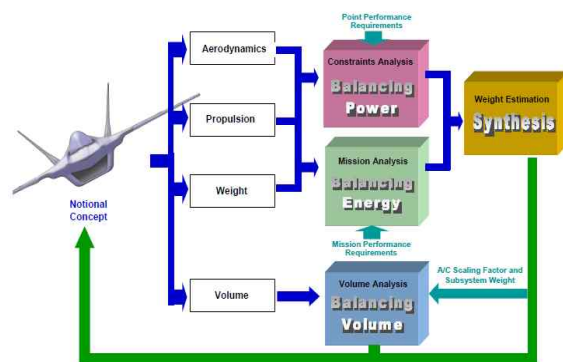 Point Performance
Requirements
Aerodynamics
Constraints Analysis
Balancing
Power
Propulsion
Weight Estimation
Synthesis
Mission Analysis
Balancing
Energy
Weight
Notional
Concept
Mission Performance
Requirements
A/C Scaling Factor and
Subsystem Weight
Volume
Volume Analysis
Balancing
Volume